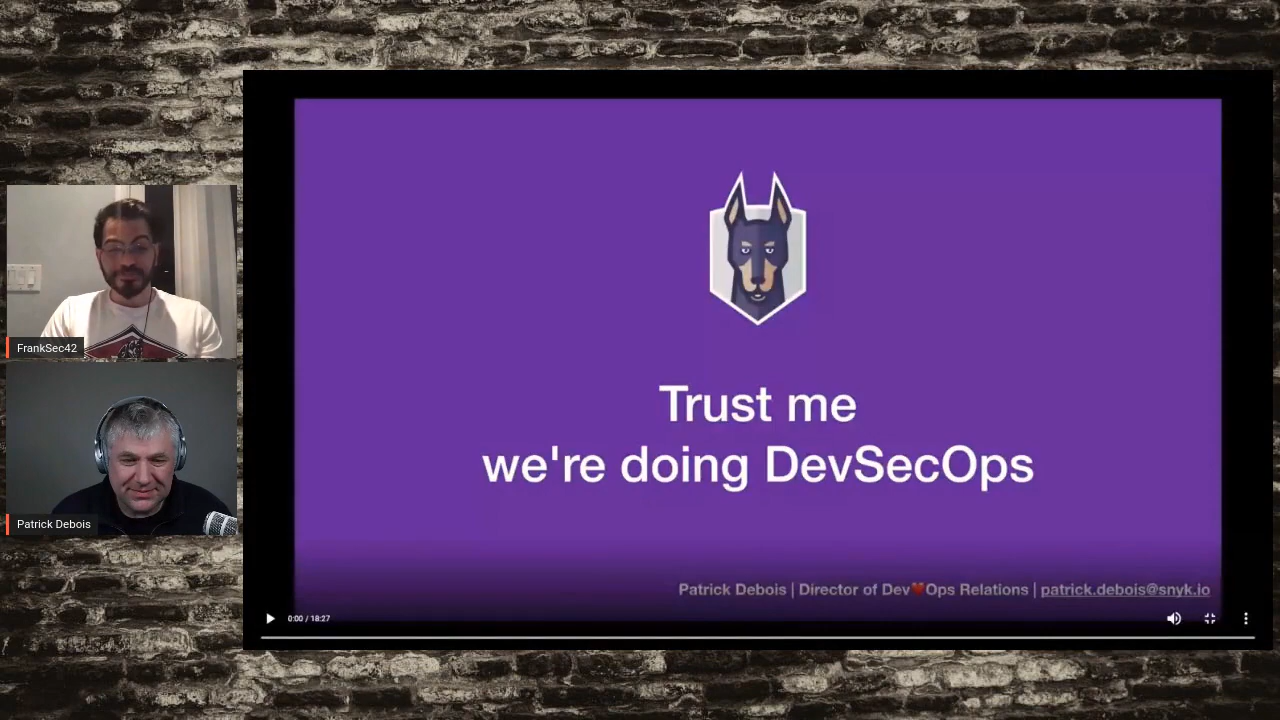 FrankSec42
Patrick Debois
Trust me
we're doing DevSecOps
Patrick Debois | Director of Dev❤️Ops Relations | patrick.debois@snyk.io
0:00 / 18:27